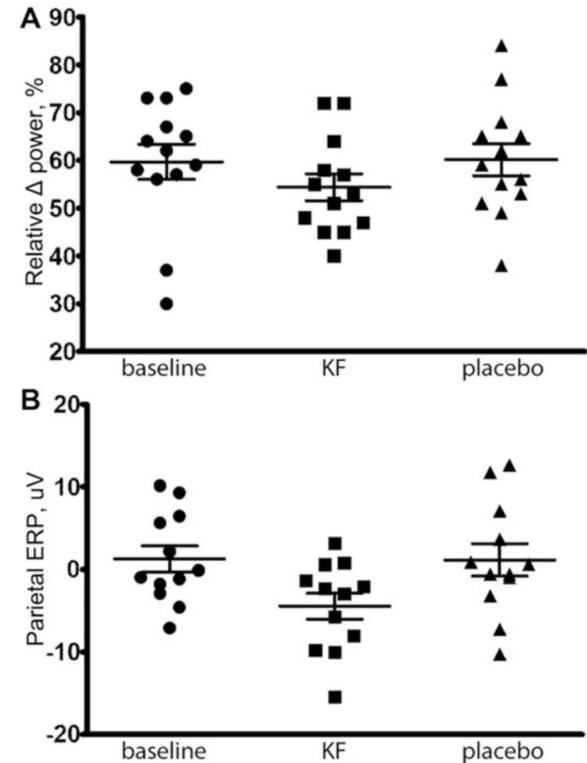 A
Relative Δ power, %
90
80
70
60
50
40
30
20
baseline KF placebo
B
Parietal ERP, uV
20
10
0
-10
-20
baseline KF placebo